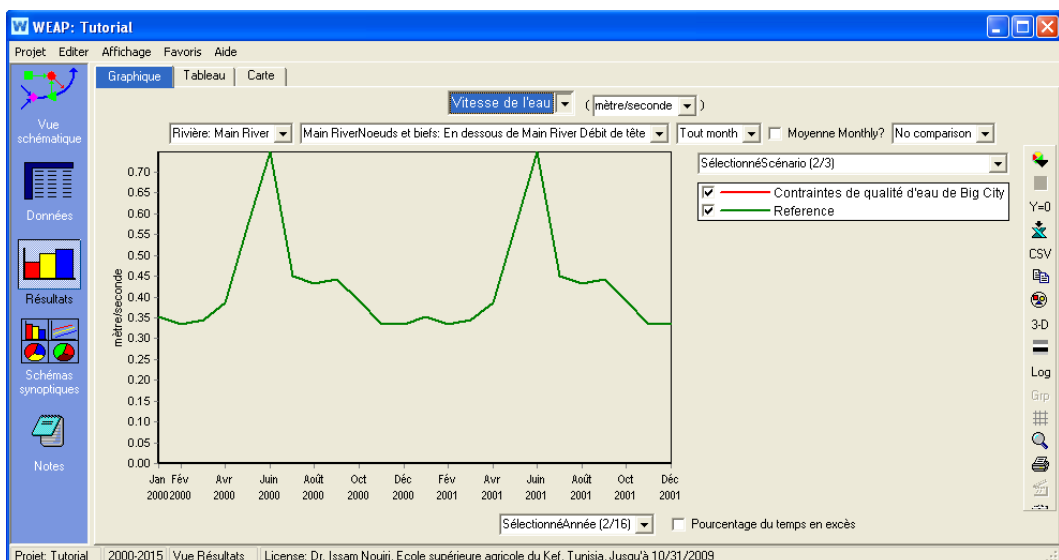 WEAP: Tutorial
Projet Editer Affichage Favoris Aide
Graphique Tableau Carte
Vitesse de l'eau ( mètre/seconde )
Rivière: Main River Main RiverNoeuds et biefs: En dessous de Main River Débit de tête Tout month Moyenne Monthly? No comparison
SélectionnéScénario (2/3)
Contraintes de qualité d'eau de Big City
Reference
Vue
schématique
Données
Résultats
Schémas
synoptiques
Notes
mètre/seconde
0.70
0.65
0.60
0.55
0.50
0.45
0.40
0.35
0.30
0.25
0.20
0.15
0.10
0.05
0.00
Jan Fév Avr Juin Août Oct Déc Fév Avr Juin Août Oct Déc
2000 2000 2000 2000 2000 2000 2000 2001 2001 2001 2001 2001 2001
Y=0
CSV
3-D
Log
Grp
SélectionnéAnnée (2/16) Pourcentage du temps en excès
Projet: Tutorial 2000-2015 Vue Résultats License: Dr. Issam Nouiri, Ecole supérieure agricole du Kef, Tunisia, Jusqu'à 10/31/2009